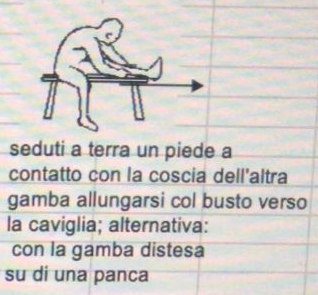 seduti a terra un piede a
contatto con la coscia dell'altra
gamba allungarsi col busto verso
la caviglia; alternativa:
con la gamba distesa
su di una panca